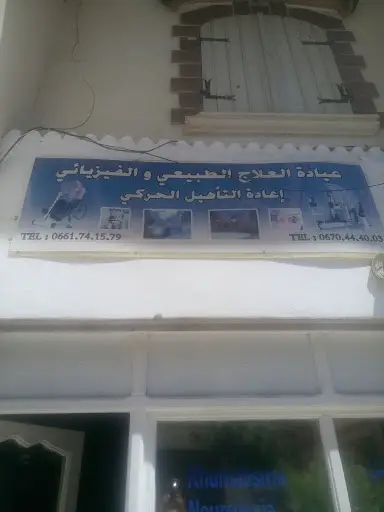 عيادة العلاج الطبيعي و الفيزيائي
إعادة التأهيل الحركي
TEL : 0661.74.15.79
TEL : 0670.44.40.03